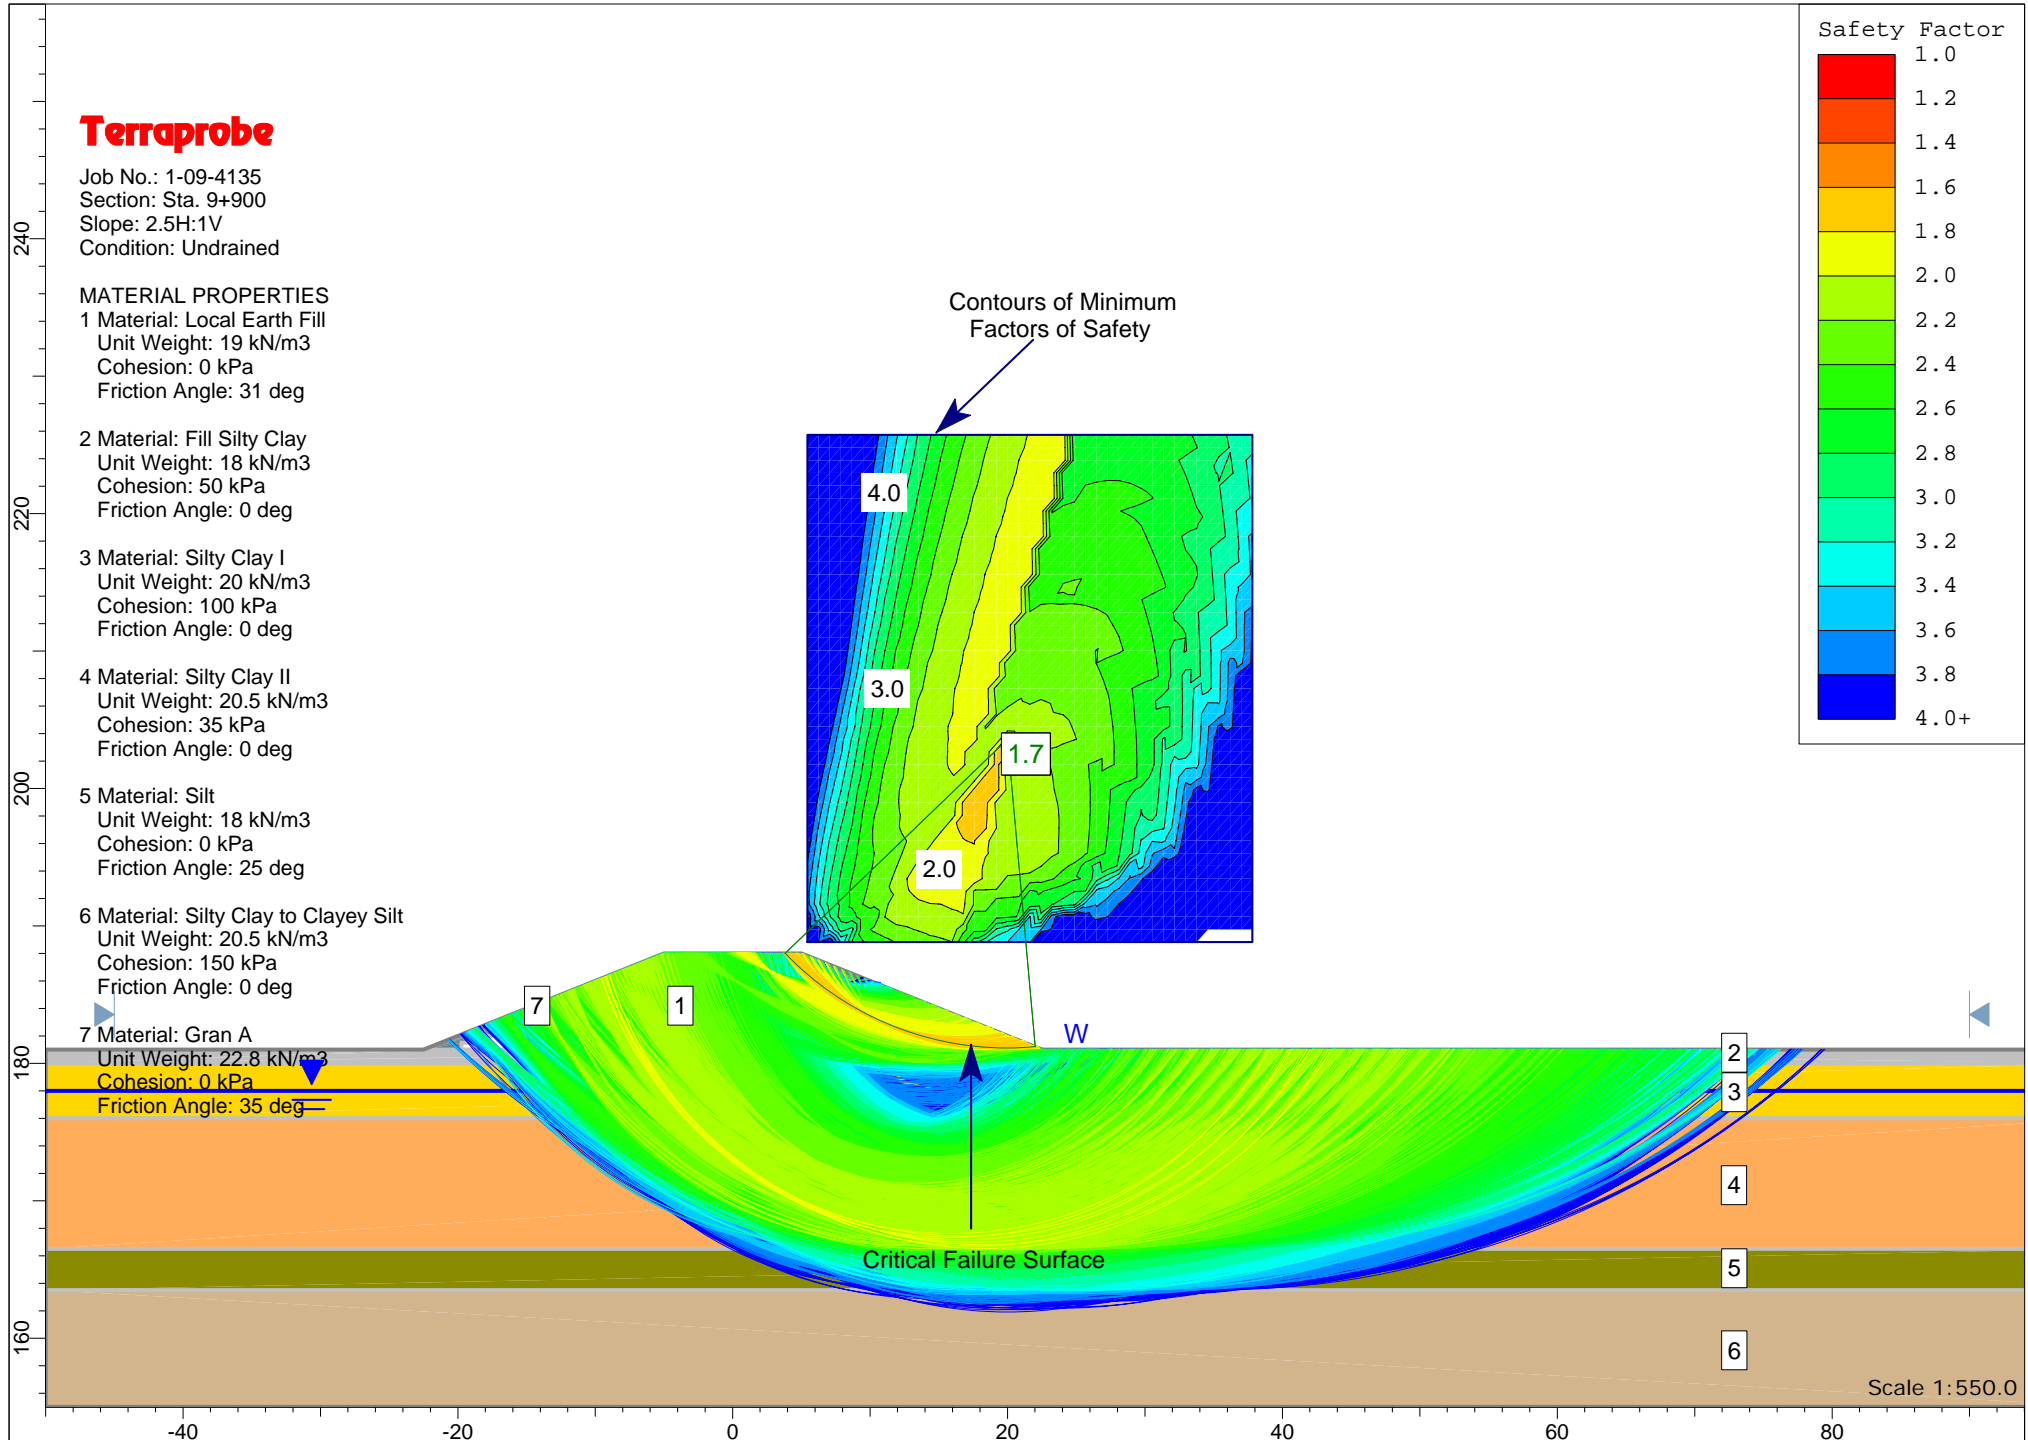 Terraprobe
Job No.: 1-09-4135
Section: Sta. 9+900
Slope: 2.5H:1V
Condition: Undrained
MATERIAL PROPERTIES
1 Material: Local Earth Fill
Unit Weight: 19 kN/m3
Cohesion: 0 kPa
Friction Angle: 31 deg
2 Material: Fill Silty Clay
Unit Weight: 18 kN/m3
Cohesion: 50 kPa
Friction Angle: 0 deg
3 Material: Silty Clay I
Unit Weight: 20 kN/m3
Cohesion: 100 kPa
Friction Angle: 0 deg
4 Material: Silty Clay II
Unit Weight: 20.5 kN/m3
Cohesion: 35 kPa
Friction Angle: 0 deg
5 Material: Silt
Unit Weight: 18 kN/m3
Cohesion: 0 kPa
Friction Angle: 25 deg
6 Material: Silty Clay to Clayey Silt
Unit Weight: 20.5 kN/m3
Cohesion: 150 kPa
Friction Angle: 0 deg
7 Material: Gran A
Unit Weight: 22.8 kN/m3
Cohesion: 0 kPa
Friction Angle: 35 deg
Contours of Minimum
Factors of Safety
4.0
3.0
1.7
2.0
7
1
W
Critical Failure Surface
2
3
4
5
6
Safety Factor
1.0
1.2
1.4
1.6
1.8
2.0
2.2
2.4
2.6
2.8
3.0
3.2
3.4
3.6
3.8
4.0+
Scale 1:550.0
240
220
200
180
160
-40
-20
0
20
40
60
80